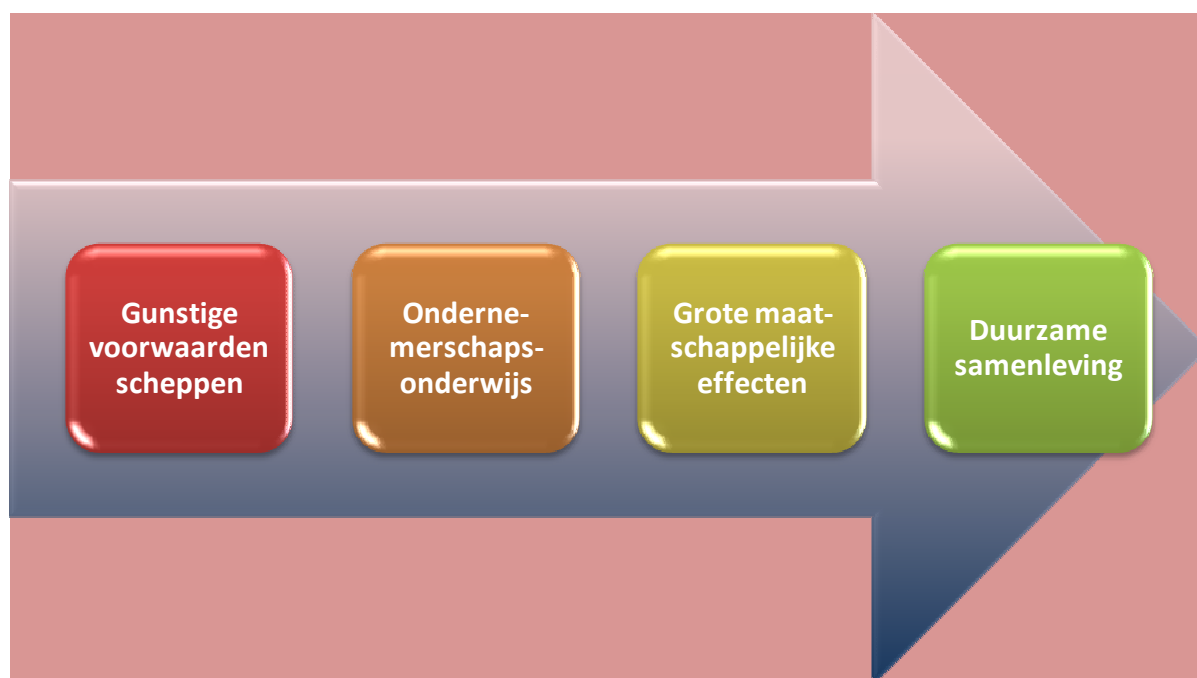 Gunstige
voorwaarden
scheppen
Onderne-
merschaps-
onderwijs
Grote maat-
schappelijke
effecten
Duurzame
samenleving